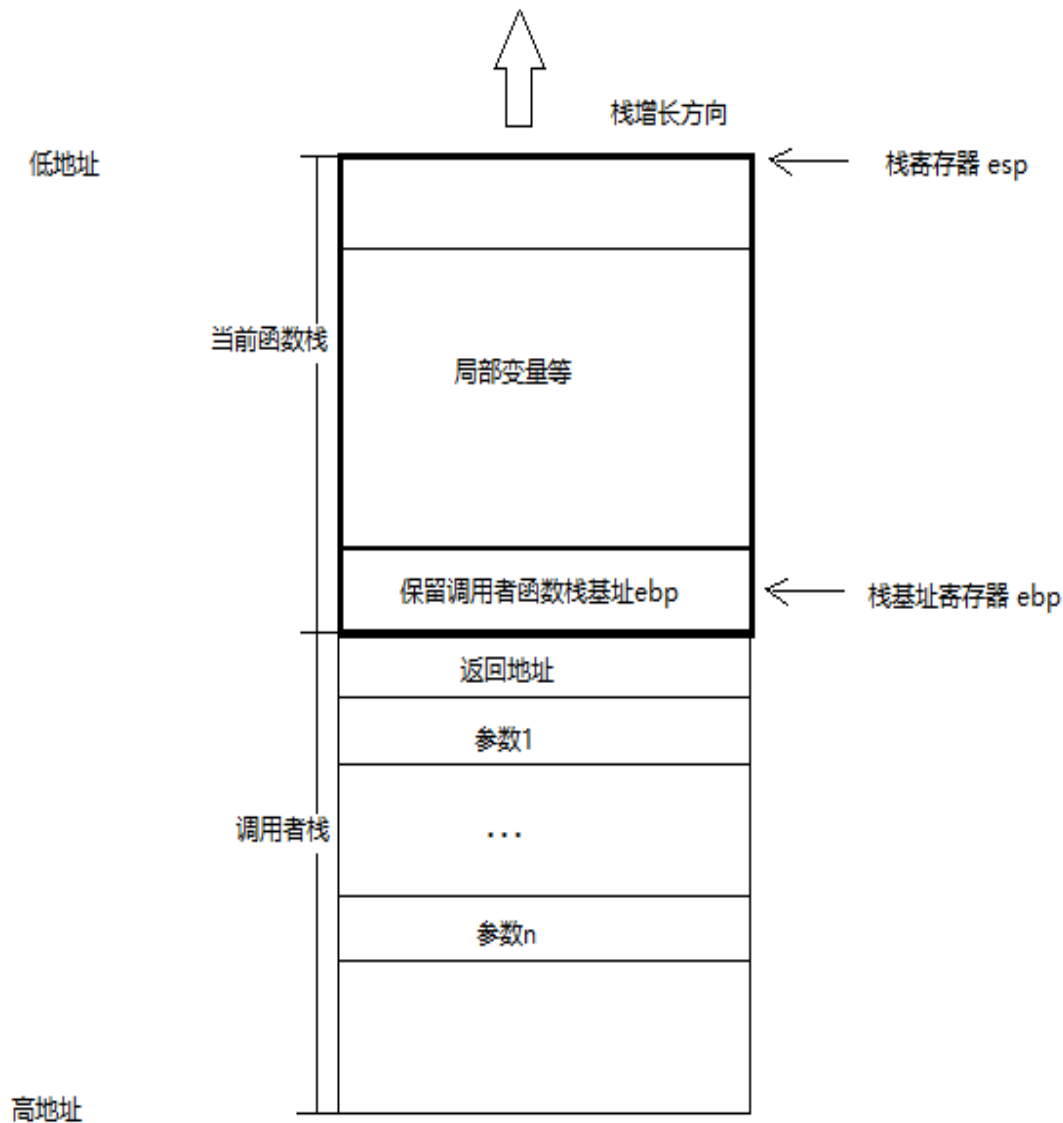 栈增长方向
低地址
栈寄存器 esp
当前函数栈
局部变量等
保留调用者函数栈基址ebp
栈基址寄存器 ebp
返回地址
参数1
调用者栈
...
参数n
高地址